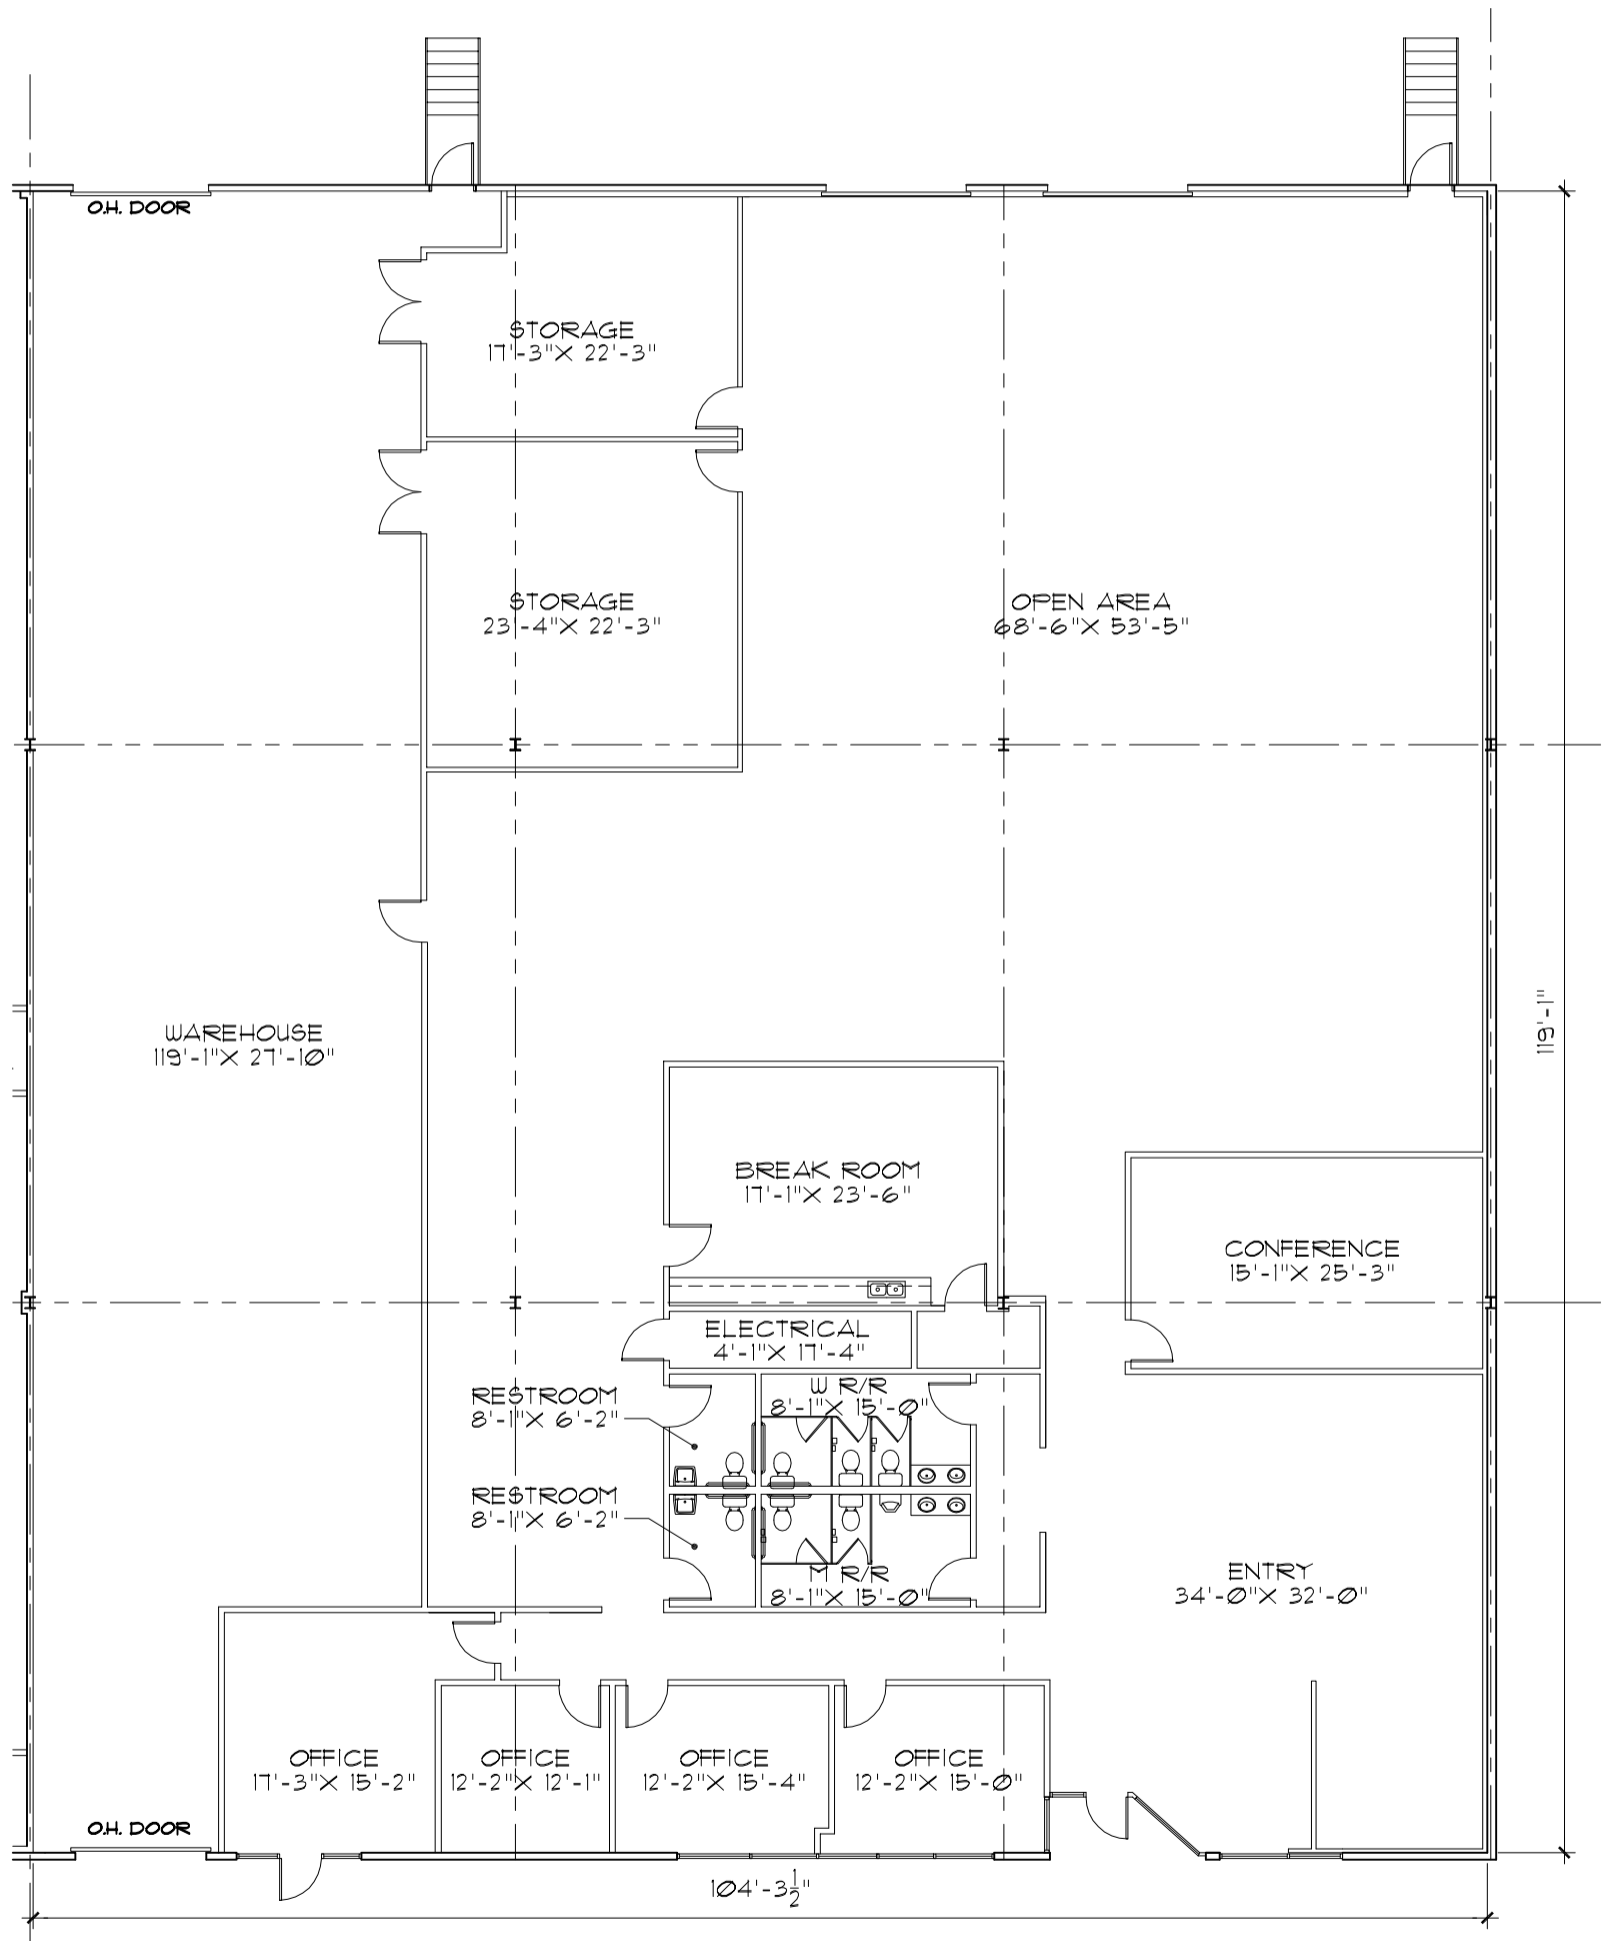 O.H. DOOR
STORAGE
17'-3"X 22'-3"
STORAGE
23'-4"X 22'-3"
OPEN AREA
68'-6"X 53'-5"
WAREHOUSE
119'-1"X 27'-10"
119'-1"
BREAK ROOM
17'-1"X 23'-6"
CONFERENCE
15'-1"X 25'-3"
ELECTRICAL
4'-1"X 17'-4"
RESTROOM
8'-1"X 6'-2"
W R/R
8'-1"X 15'-0"
RESTROOM
8'-1"X 6'-2"
M R/R
8'-1"X 15'-0"
ENTRY
34'-0"X 32'-0"
OFFICE
17'-3"X 15'-2"
OFFICE
12'-2"X 12'-1"
OFFICE
12'-2"X 15'-4"
OFFICE
12'-2"X 15'-0"
O.H. DOOR
104'-3½"